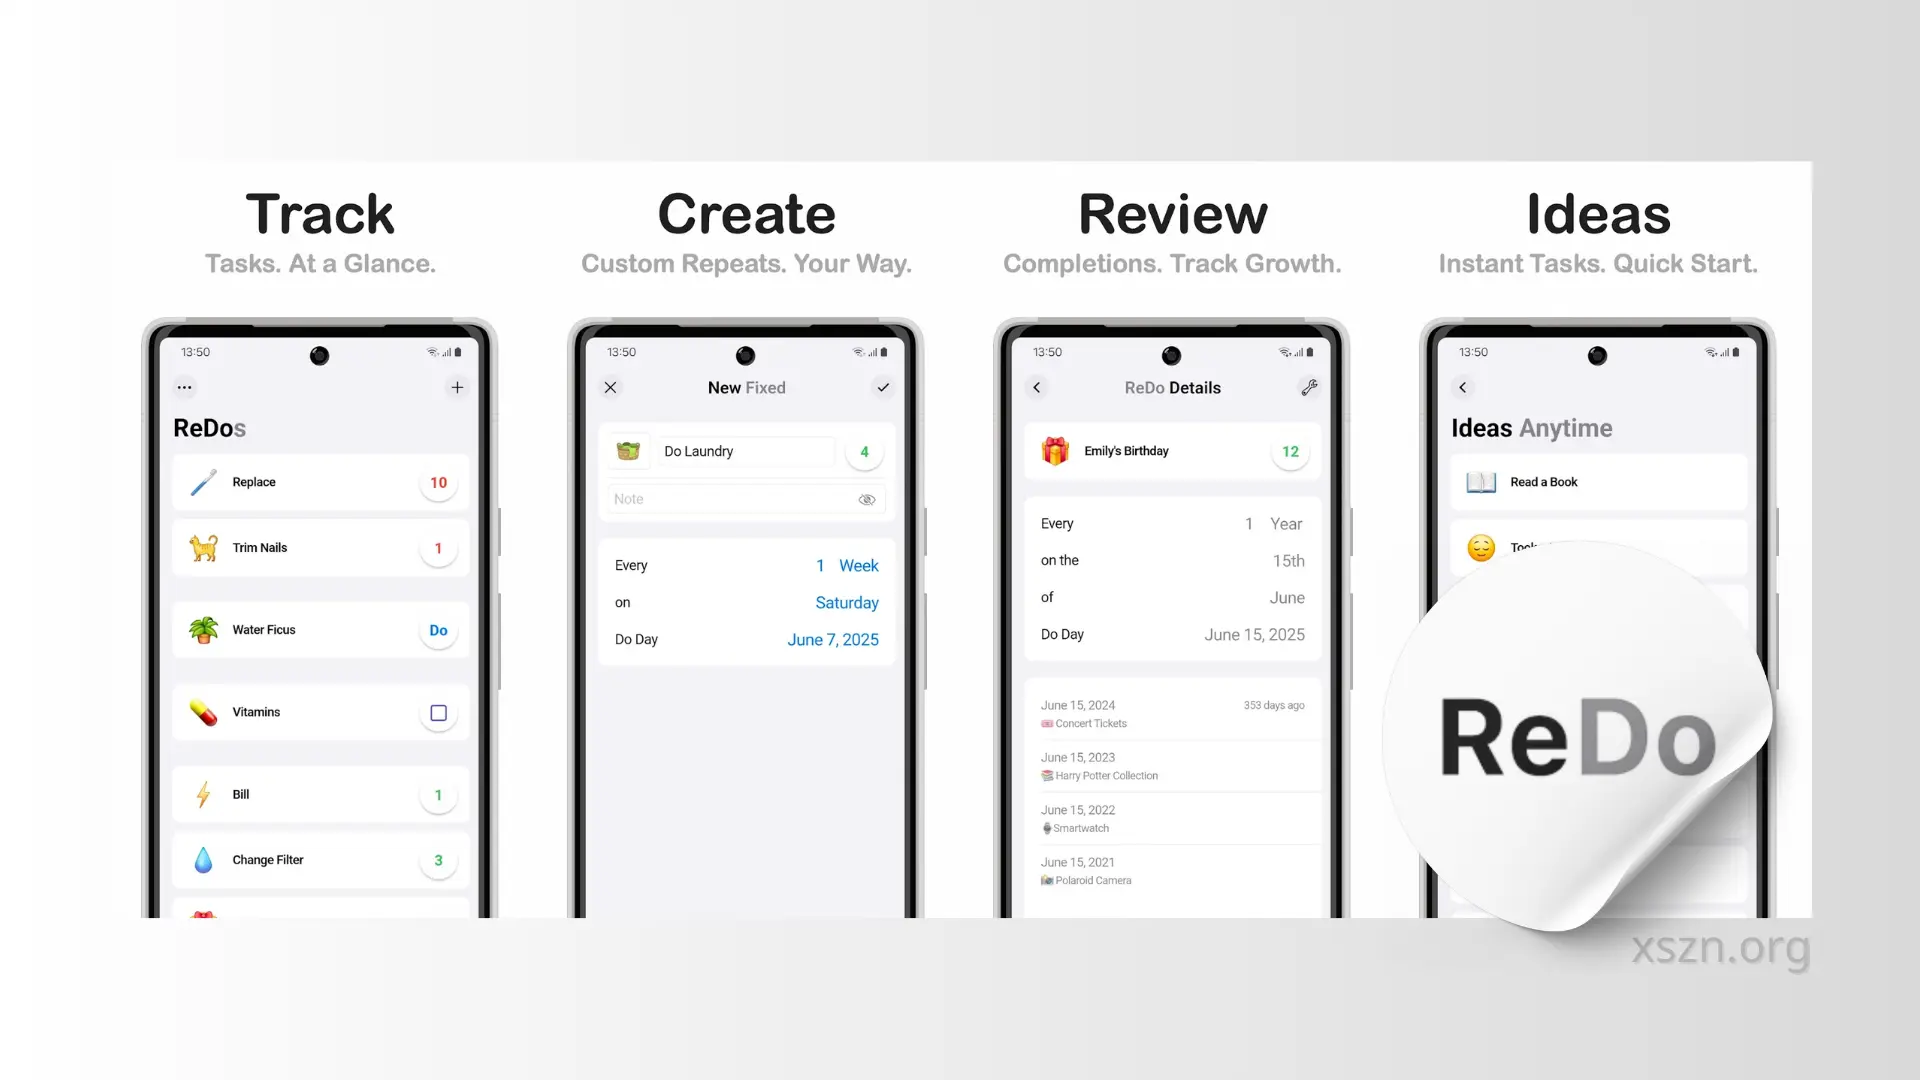 Track
Tasks. At a Glance.
13:50
ReDos
Replace 10
Trim Nails 1
Water Ficus Do
Vitamins
Bill 1
Change Filter 3
Create
Custom Repeats. Your Way.
13:50
New Fixed
Do Laundry 4
Note
Every 1 Week
on Saturday
Do Day June 7, 2025
Review
Completions. Track Growth.
13:50
ReDo Details
Emily's Birthday 12
Every 1 Year
on the 15th
of June
Do Day June 15, 2025
June 15, 2024 353 days ago
Concert Tickets
June 15, 2023
Harry Potter Collection
June 15, 2022
Smartwatch
June 15, 2021
Polaroid Camera
Ideas
Instant Tasks. Quick Start.
13:50
Ideas Anytime
Read a Book
ReDo
xszn.org